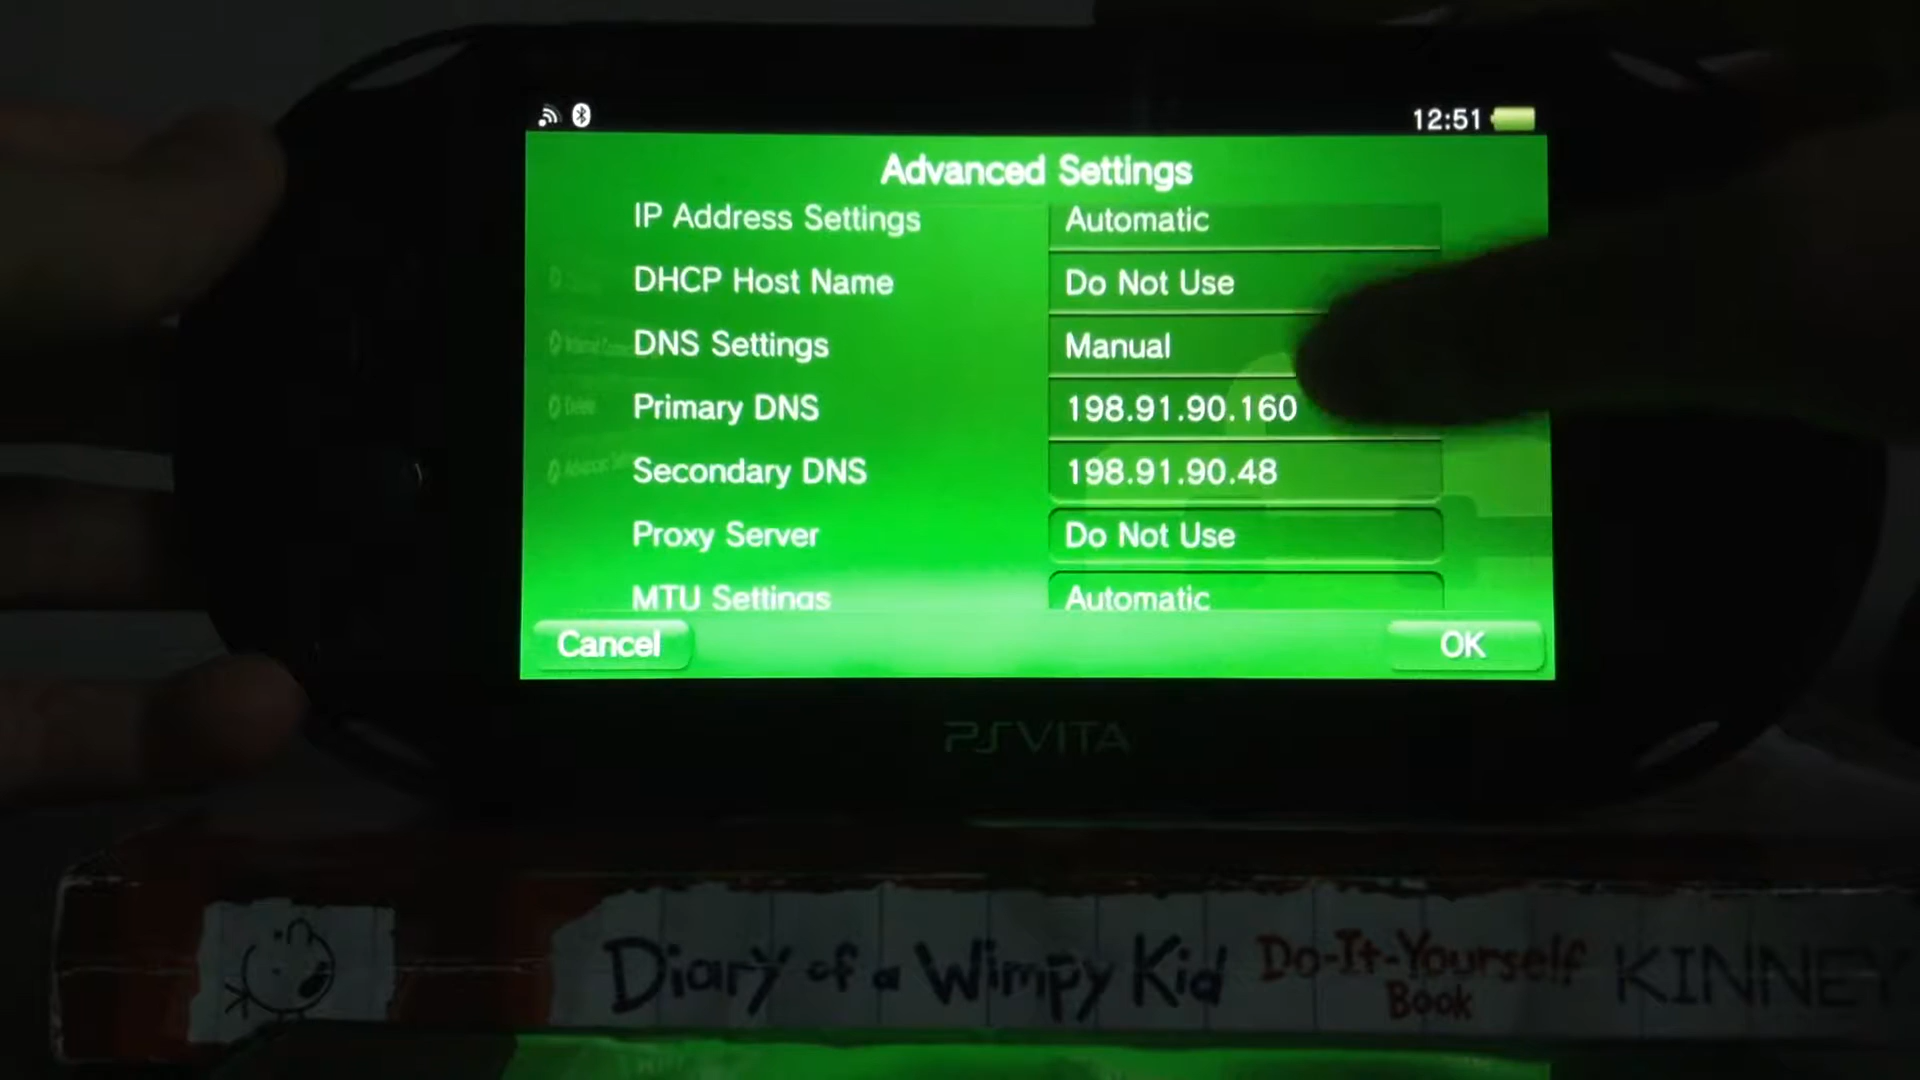 12:51
Advanced Settings
IP Address Settings Automatic
DHCP Host Name Do Not Use
DNS Settings Manual
Primary DNS 198.91.90.160
Secondary DNS 198.91.90.48
Proxy Server Do Not Use
MTU Settings Automatic
Cancel OK
PSVITA
Diary of a Wimpy Kid Do-It-Yourself Book KINNEY